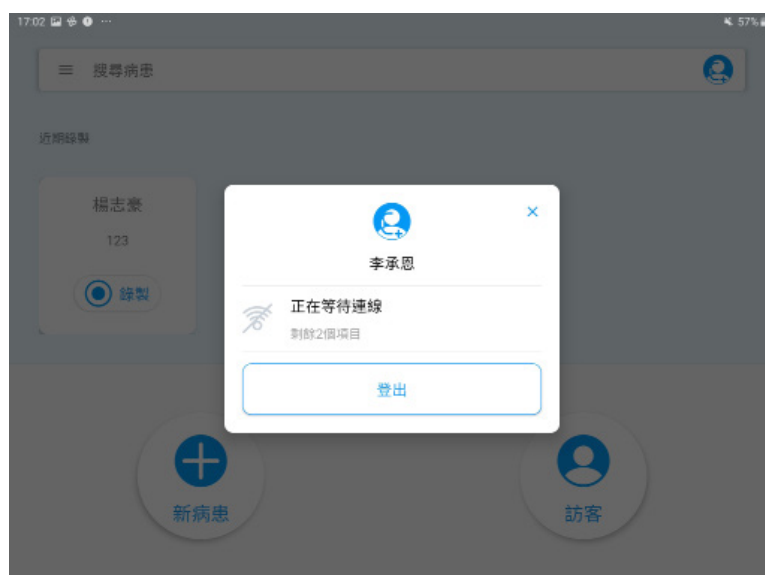 17:02
57%
搜尋病患
近期錄製
楊志豪
123
錄製
李承恩
正在等待連線
剩餘2個項目
登出
新病患
訪客